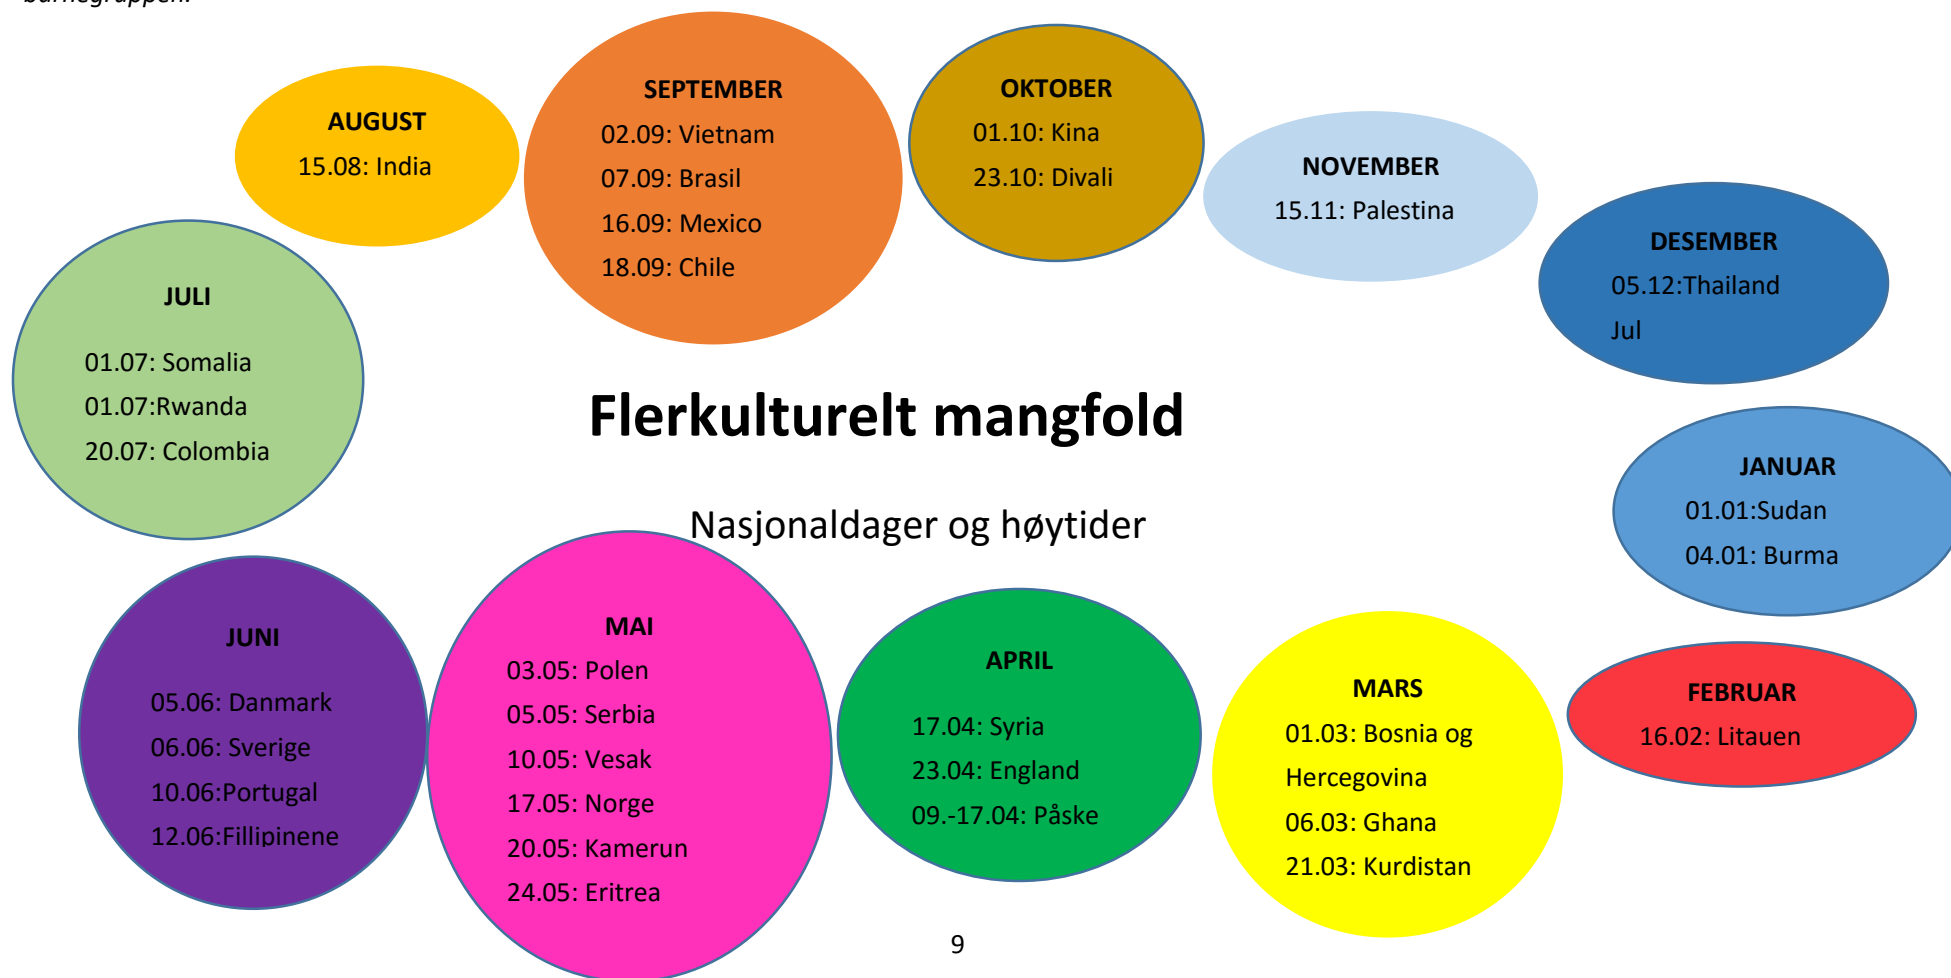 barnegruppen.
AUGUST
15.08: India
SEPTEMBER
02.09: Vietnam
07.09: Brasil
16.09: Mexico
18.09: Chile
OKTOBER
01.10: Kina
23.10: Divali
NOVEMBER
15.11: Palestina
DESEMBER
05.12:Thailand
Jul
JULI
01.07: Somalia
01.07:Rwanda
20.07: Colombia
Flerkulturelt mangfold
Nasjonaldager og høytider
JANUAR
01.01:Sudan
04.01: Burma
JUNI
05.06: Danmark
06.06: Sverige
10.06:Portugal
12.06:Fillipinene
MAI
03.05: Polen
05.05: Serbia
10.05: Vesak
17.05: Norge
20.05: Kamerun
24.05: Eritrea
APRIL
17.04: Syria
23.04: England
09.-17.04: Påske
MARS
01.03: Bosnia og
Hercegovina
06.03: Ghana
21.03: Kurdistan
FEBRUAR
16.02: Litauen
9